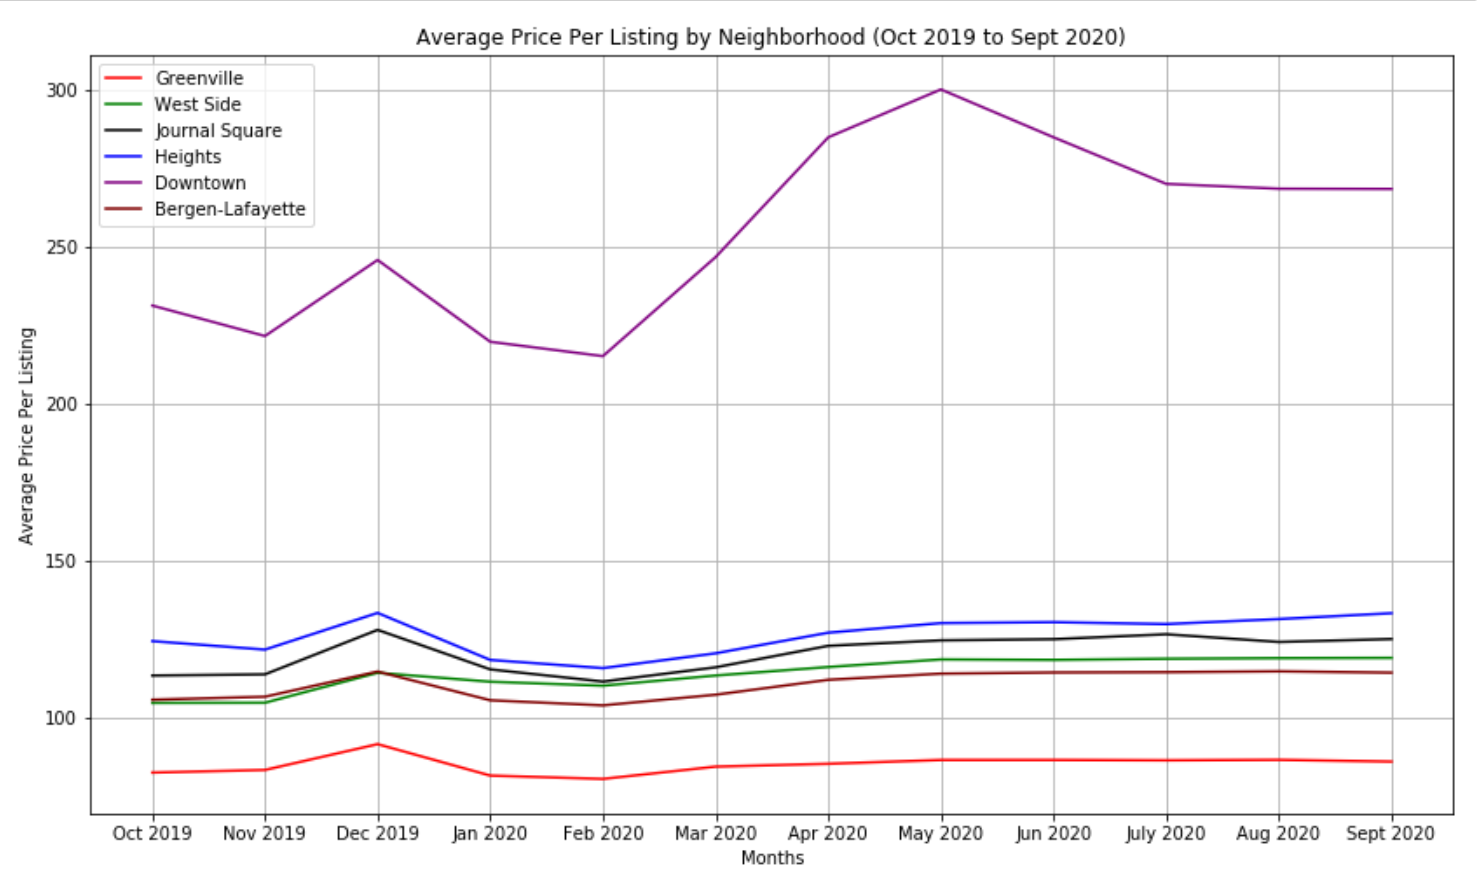 Average Price Per Listing by Neighborhood (Oct 2019 to Sept 2020)
Greenville
West Side
Journal Square
Heights
Downtown
Bergen-Lafayette
300
250
200
150
100
Average Price Per Listing
Oct 2019 Nov 2019 Dec 2019 Jan 2020 Feb 2020 Mar 2020 Apr 2020 May 2020 Jun 2020 July 2020 Aug 2020 Sept 2020
Months